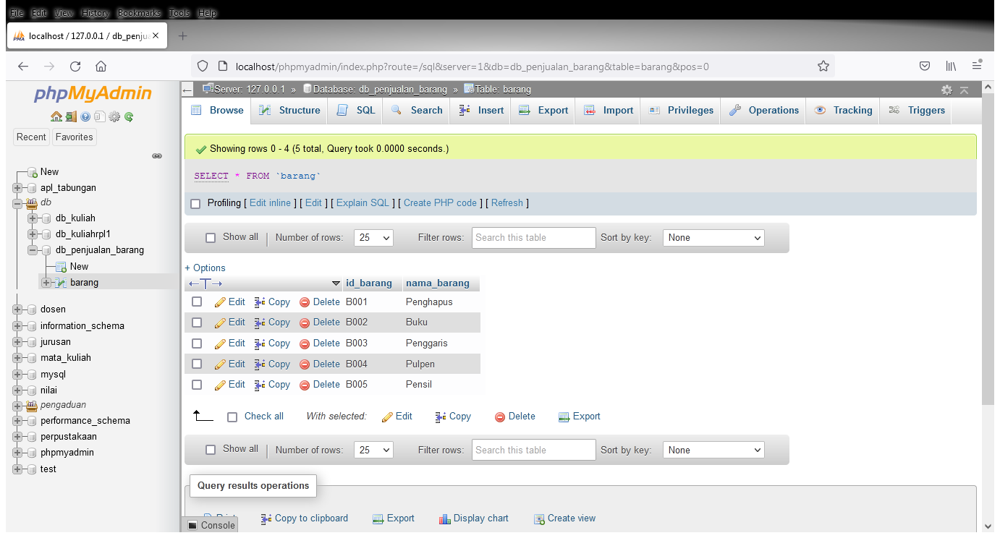 File Edit View History Bookmarks Tools Help
localhost / 127.0.0.1 / db_penjua
localhost/phpmyadmin/index.php?route=/sql&server=1&db=db_penjualan_barang&table=barang&pos=0
phpMyAdmin
Recent Favorites
New
apl_tabungan
db
db_kuliah
db_kuliahrpl1
db_penjualan_barang
New
barang
dosen
information_schema
jurusan
mata_kuliah
mysql
nilai
pengaduan
performance_schema
perpustakaan
phpmyadmin
test
Server: 127.0.0.1 » Database: db_penjualan_barang » Table: barang
Browse Structure SQL Search Insert Export Import Privileges Operations Tracking Triggers
Showing rows 0 - 4 (5 total, Query took 0.0000 seconds.)
SELECT * FROM `barang`
Profiling [ Edit inline ] [ Edit ] [ Explain SQL ] [ Create PHP code ] [ Refresh ]
Show all | Number of rows: 25 Filter rows: Search this table Sort by key: None
+ Options
id_barang nama_barang
Edit Copy Delete B001 Penghapus
Edit Copy Delete B002 Buku
Edit Copy Delete B003 Penggaris
Edit Copy Delete B004 Pulpen
Edit Copy Delete B005 Pensil
Check all With selected: Edit Copy Delete Export
Show all | Number of rows: 25 Filter rows: Search this table Sort by key: None
Query results operations
Copy to clipboard Export Display chart Create view
Console